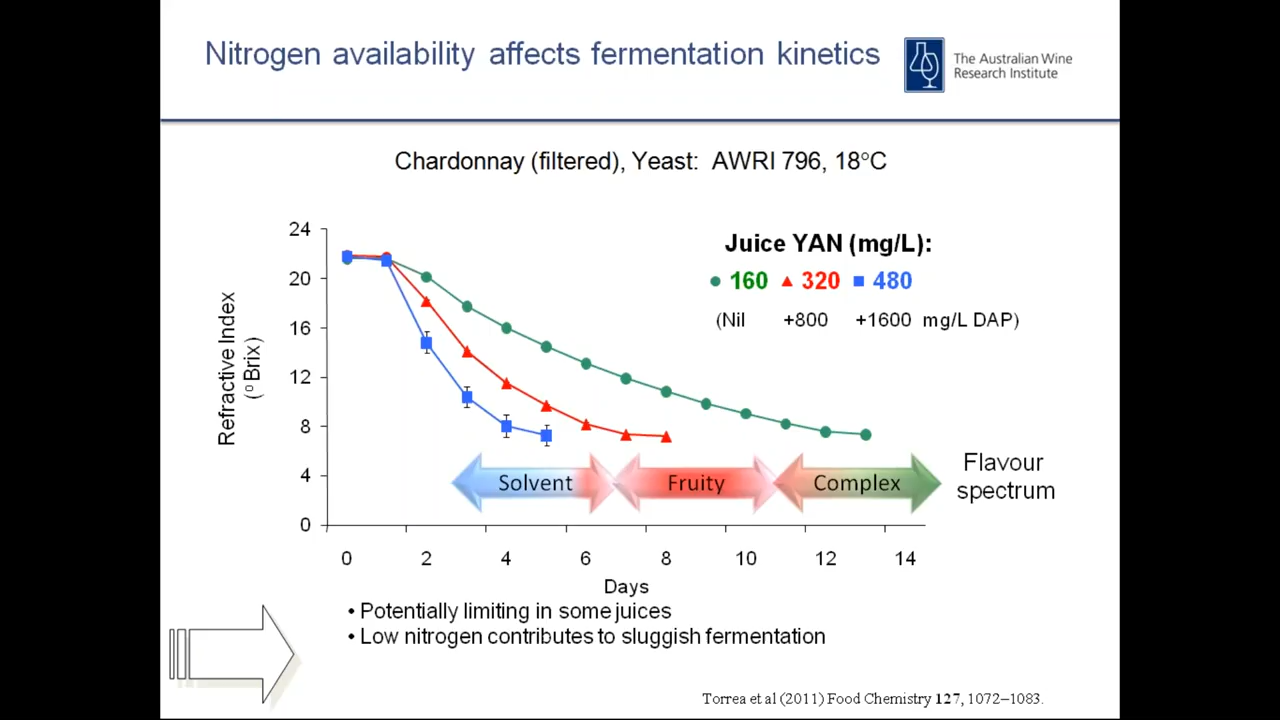 Nitrogen availability affects fermentation kinetics
The Australian Wine
Research Institute
Chardonnay (filtered), Yeast: AWRI 796, 18°C
Juice YAN (mg/L):
160 320 480
(Nil +800 +1600 mg/L DAP)
Refractive Index
(° Brix)
24
20
16
12
8
4
0
Solvent Fruity Complex
Flavour
spectrum
0 2 4 6 8 10 12 14
Days
• Potentially limiting in some juices
• Low nitrogen contributes to sluggish fermentation
Torrea et al (2011) Food Chemistry 127, 1072–1083.